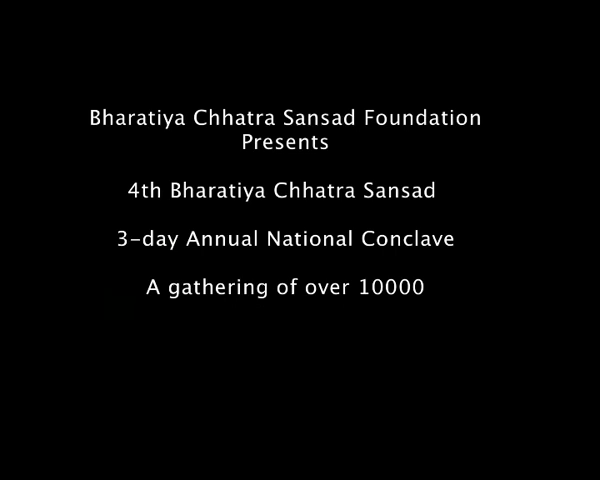 Bharatiya Chhatra Sansad Foundation
Presents
4th Bharatiya Chhatra Sansad
3-day Annual National Conclave
A gathering of over 10000